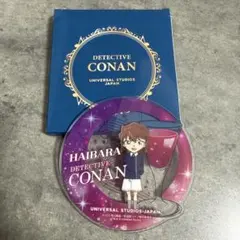 DETECTIVE
CONAN
UNIVERSAL STUDIOS
JAPAN
HAIBARA
DETECTIVE
CONAN
UNIVERSAL STUDIOS JAPAN